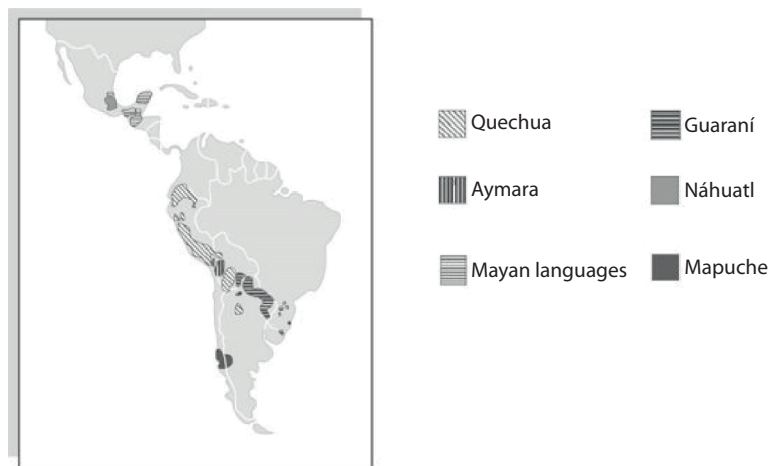 Quechua
Guaraní
Aymara
Náhuatl
Mayan languages
Mapuche